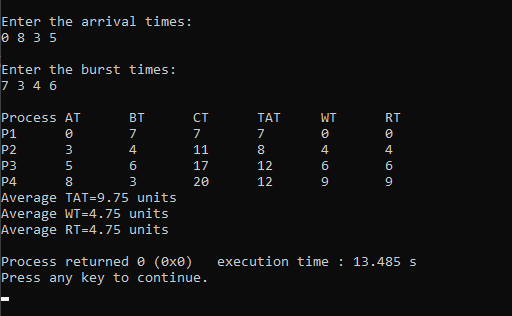 Enter the arrival times:
0 8 3 5
Enter the burst times:
7 3 4 6
Process AT BT CT TAT WT RT
P1 0 7 7 7 0 0
P2 3 4 11 8 4 4
P3 5 6 17 12 6 6
P4 8 3 20 12 9 9
Average TAT=9.75 units
Average WT=4.75 units
Average RT=4.75 units
Process returned 0 (0x0) execution time : 13.485 s
Press any key to continue.